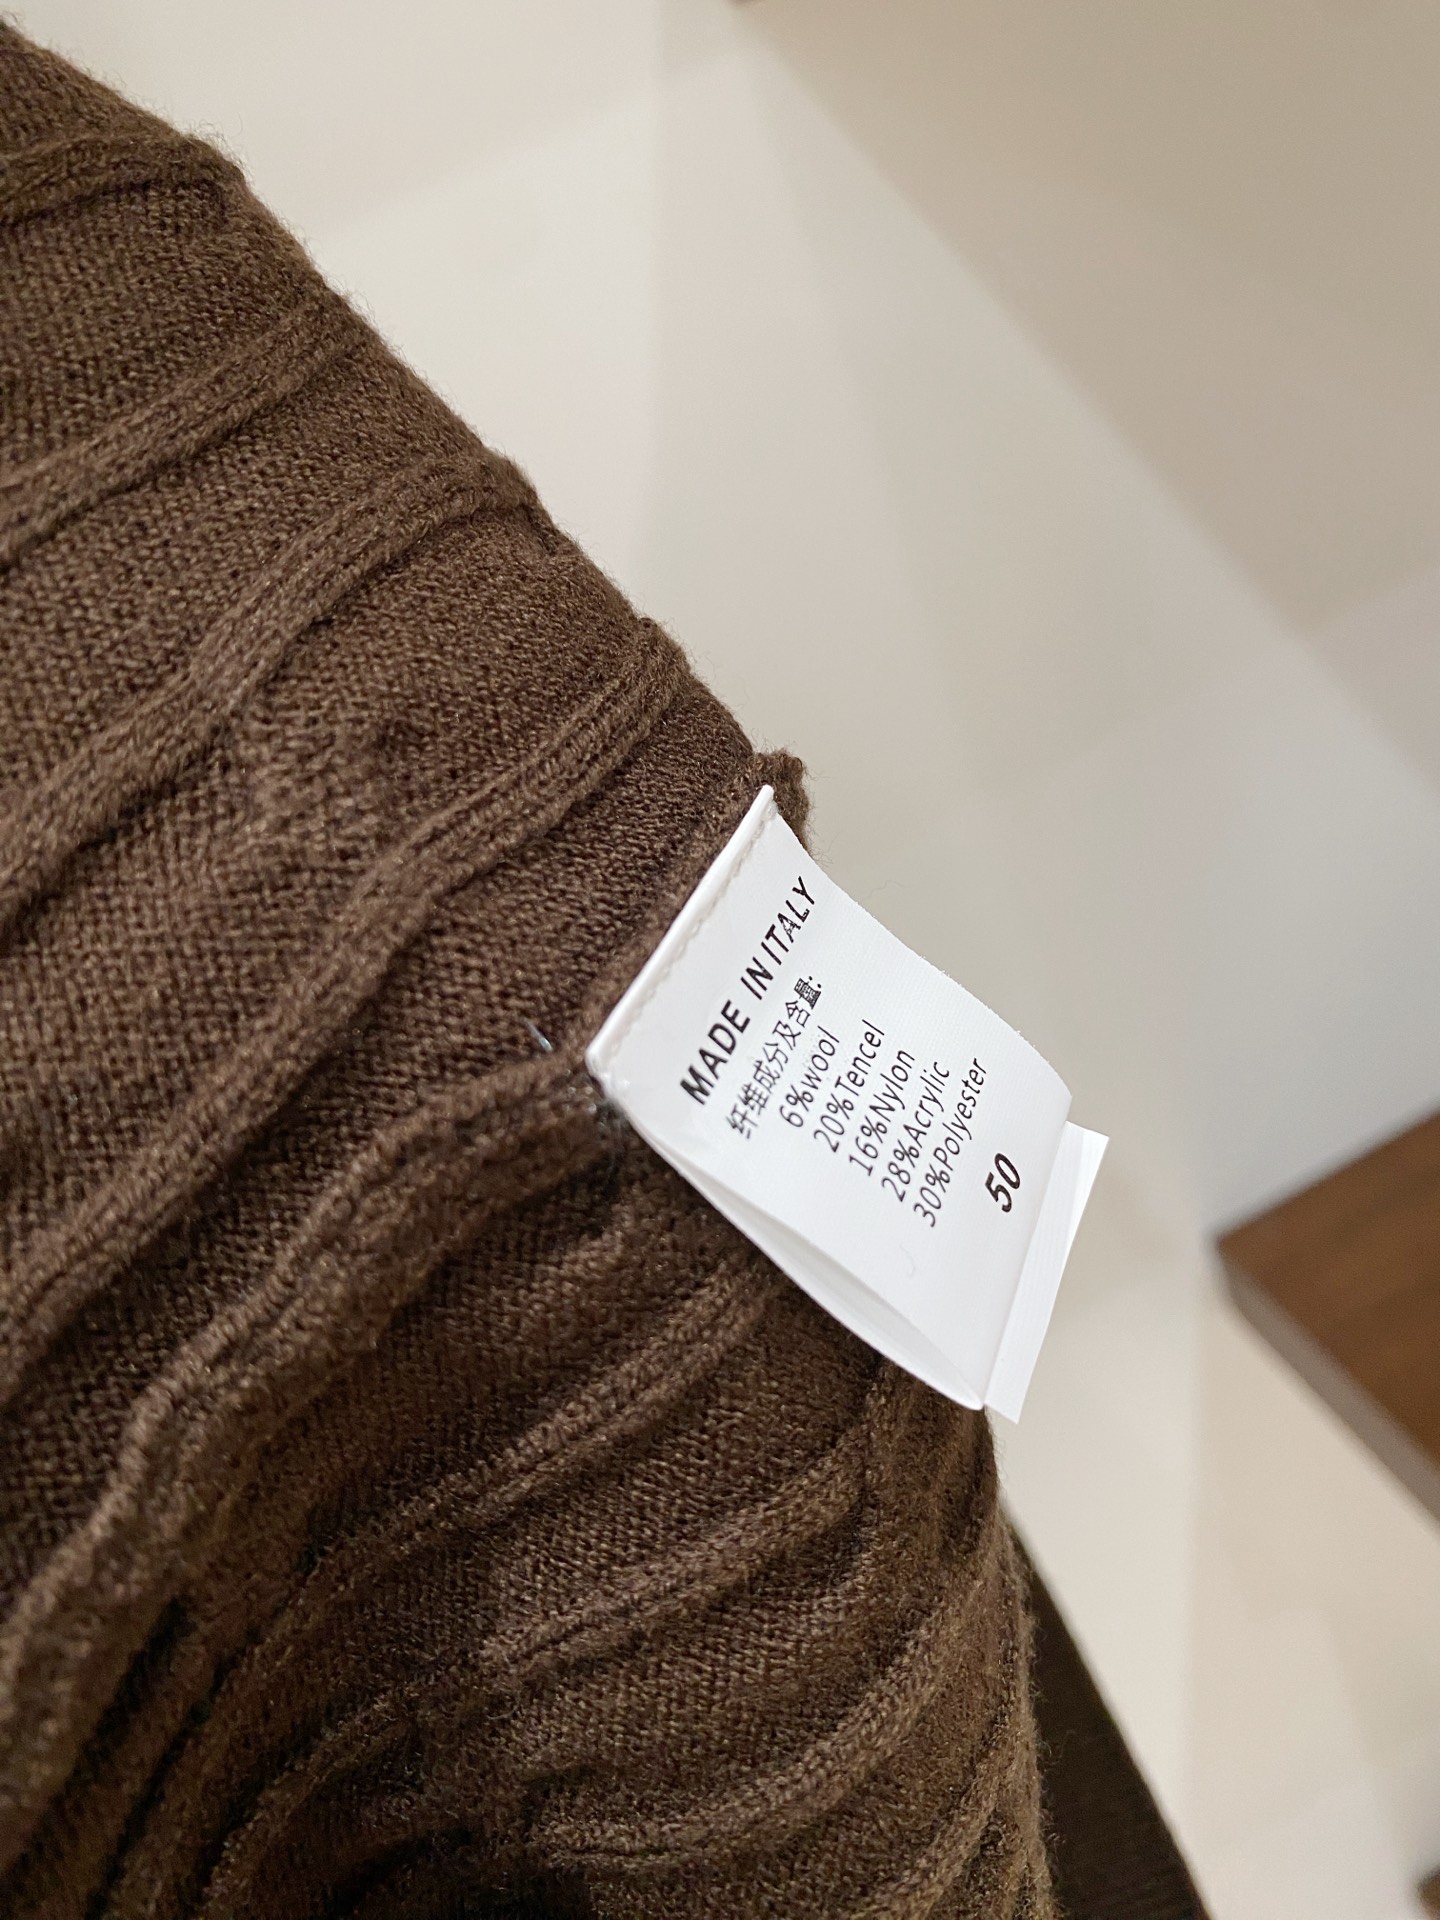 MADE IN ITALY
纤维成分及含量:
6%wool
20%Tencel
16%Nylon
28%Acrylic
30%Polyester
50